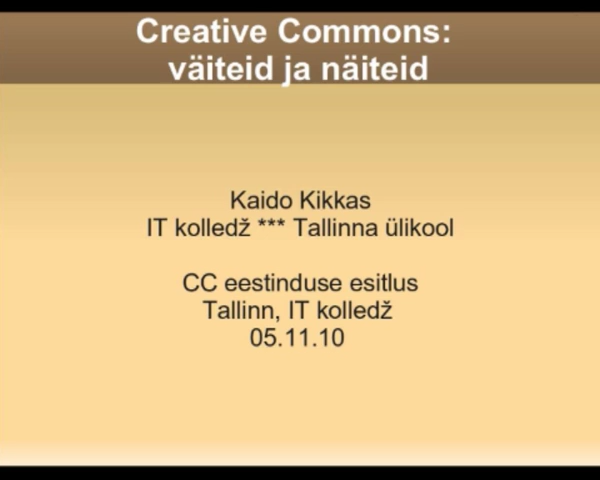 Creative Commons:
väiteid ja näiteid
Kaido Kikkas
IT kolledž *** Tallinna ülikool
CC eestinduse esitlus
Tallinn, IT kolledž
05.11.10